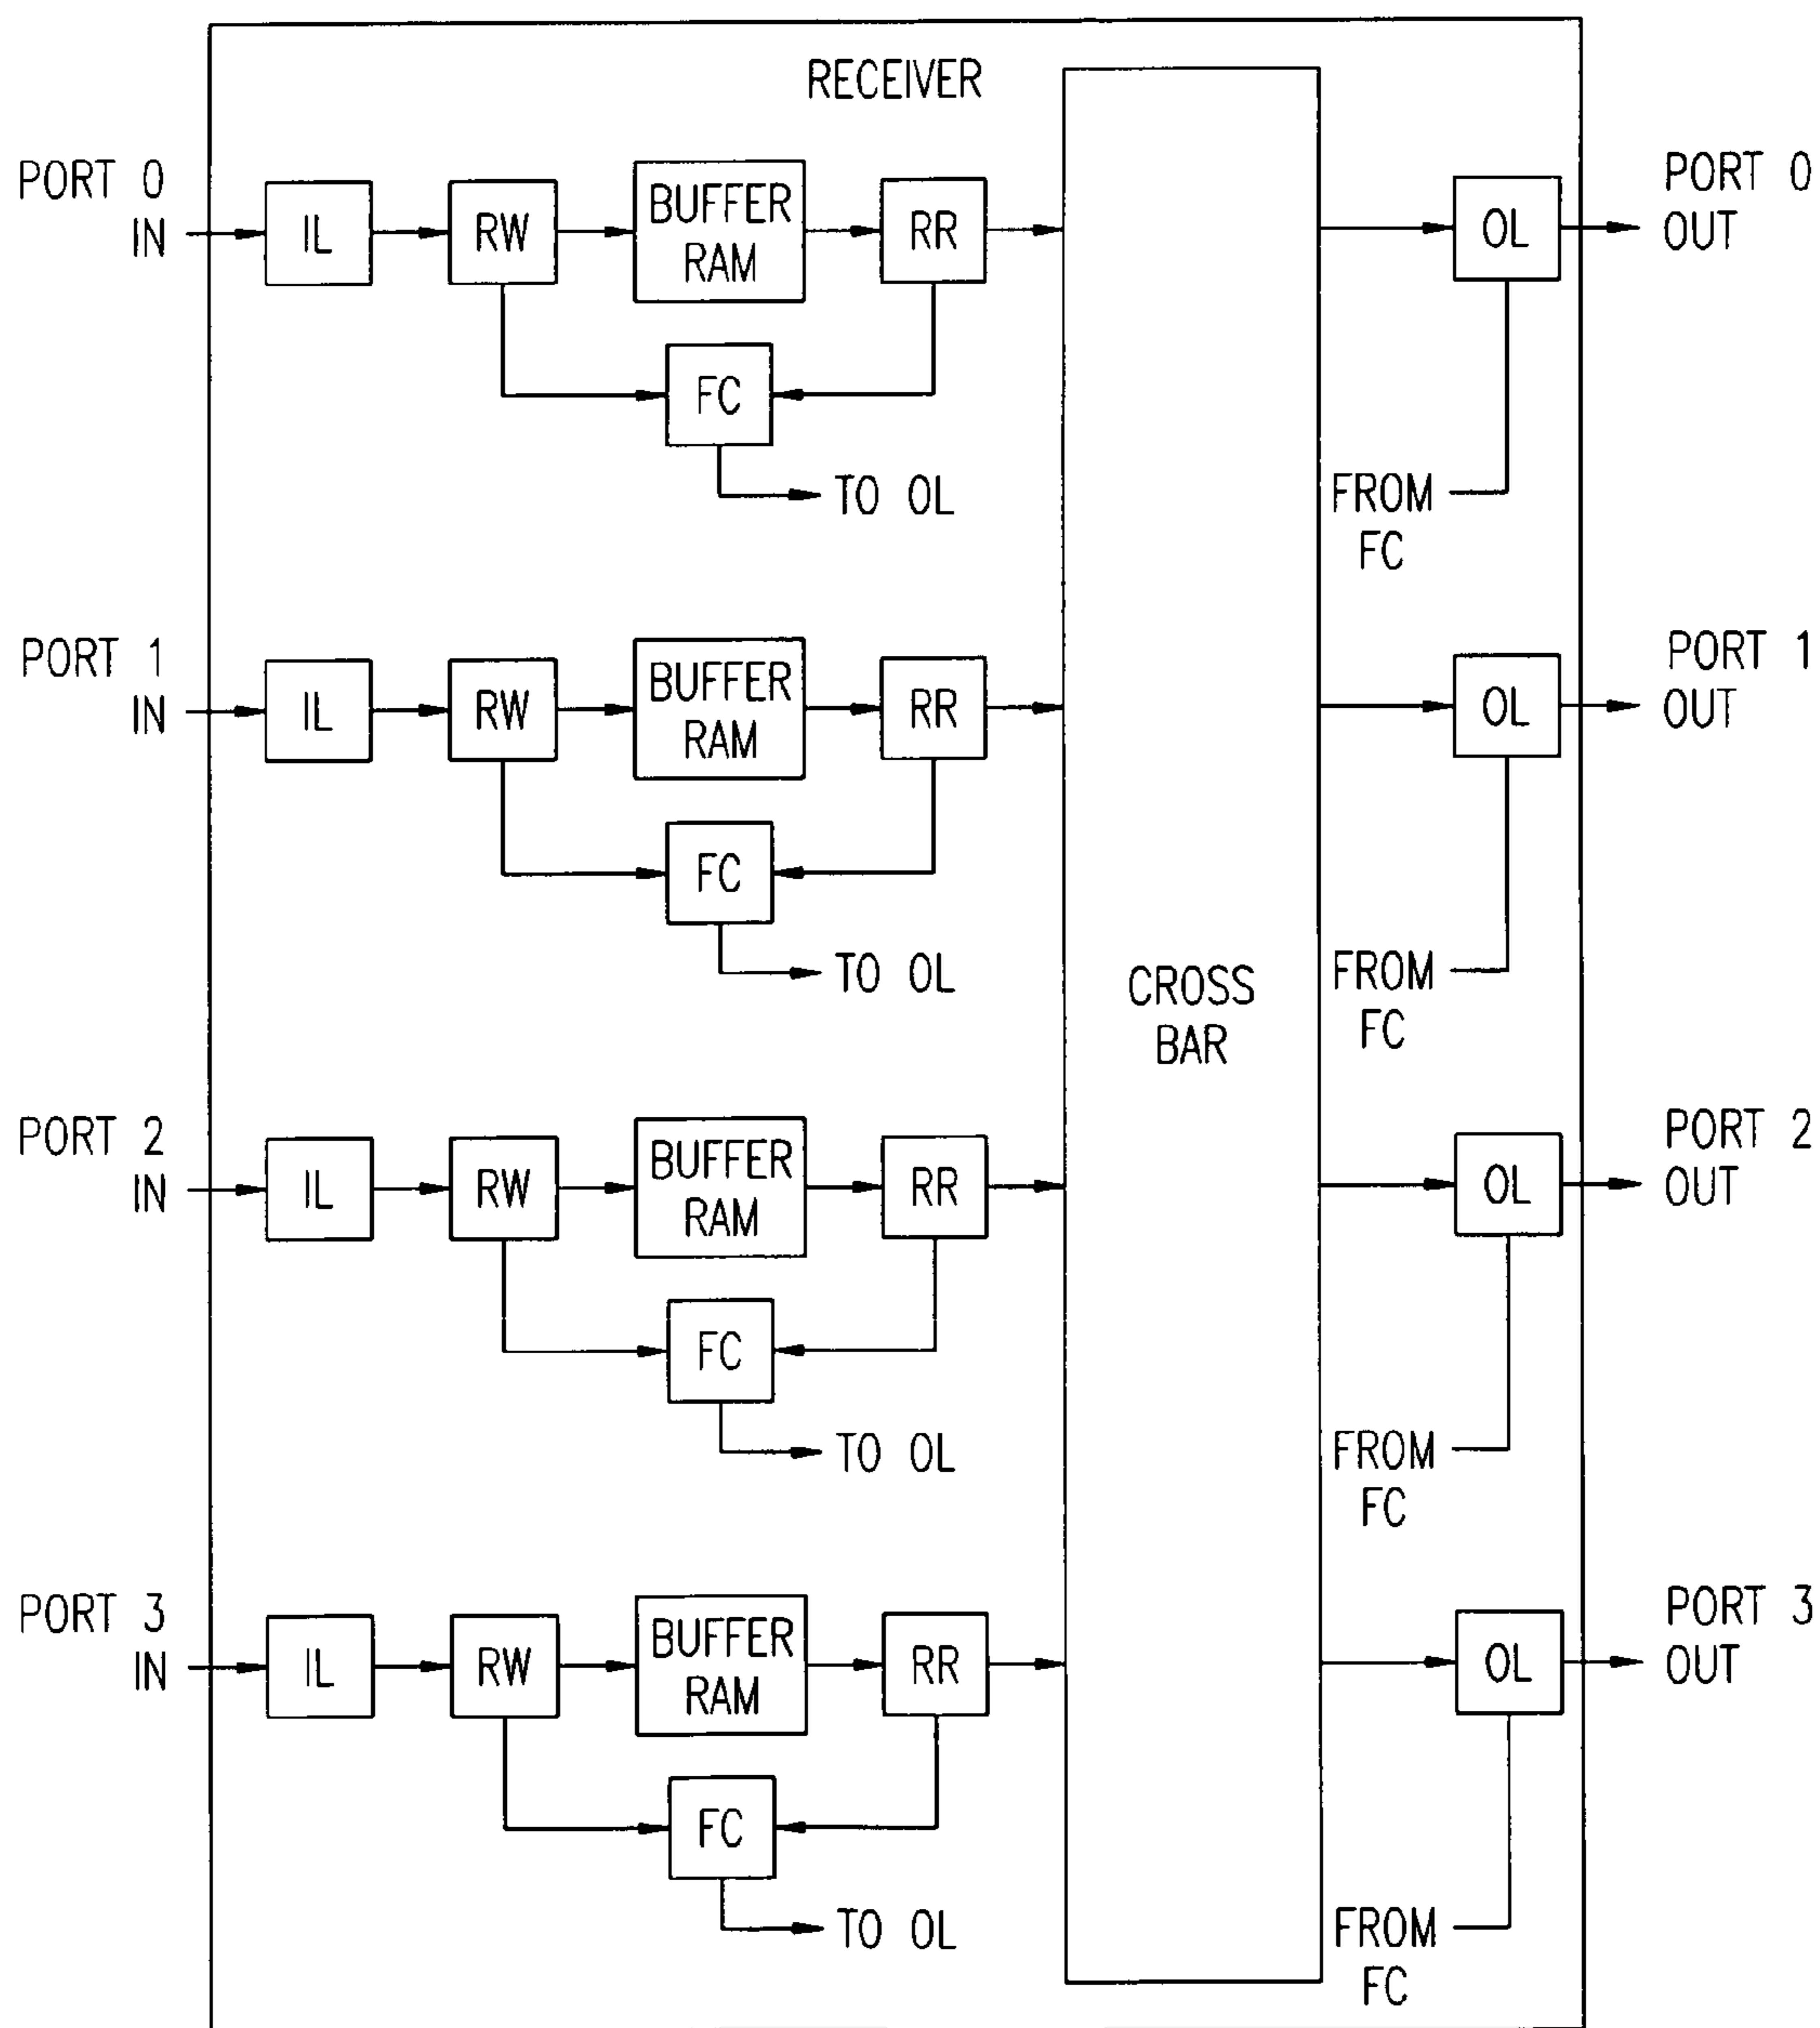 RECEIVER
PORT 0
IN
IL
RW
BUFFER
RAM
RR
OL
PORT 0
OUT
FC
TO OL
FROM
FC
PORT 1
IN
IL
RW
BUFFER
RAM
RR
OL
PORT 1
OUT
FC
TO OL
FROM
FC
CROSS
BAR
PORT 2
IN
IL
RW
BUFFER
RAM
RR
OL
PORT 2
OUT
FC
TO OL
FROM
FC
PORT 3
IN
IL
RW
BUFFER
RAM
RR
OL
PORT 3
OUT
FC
TO OL
FROM
FC